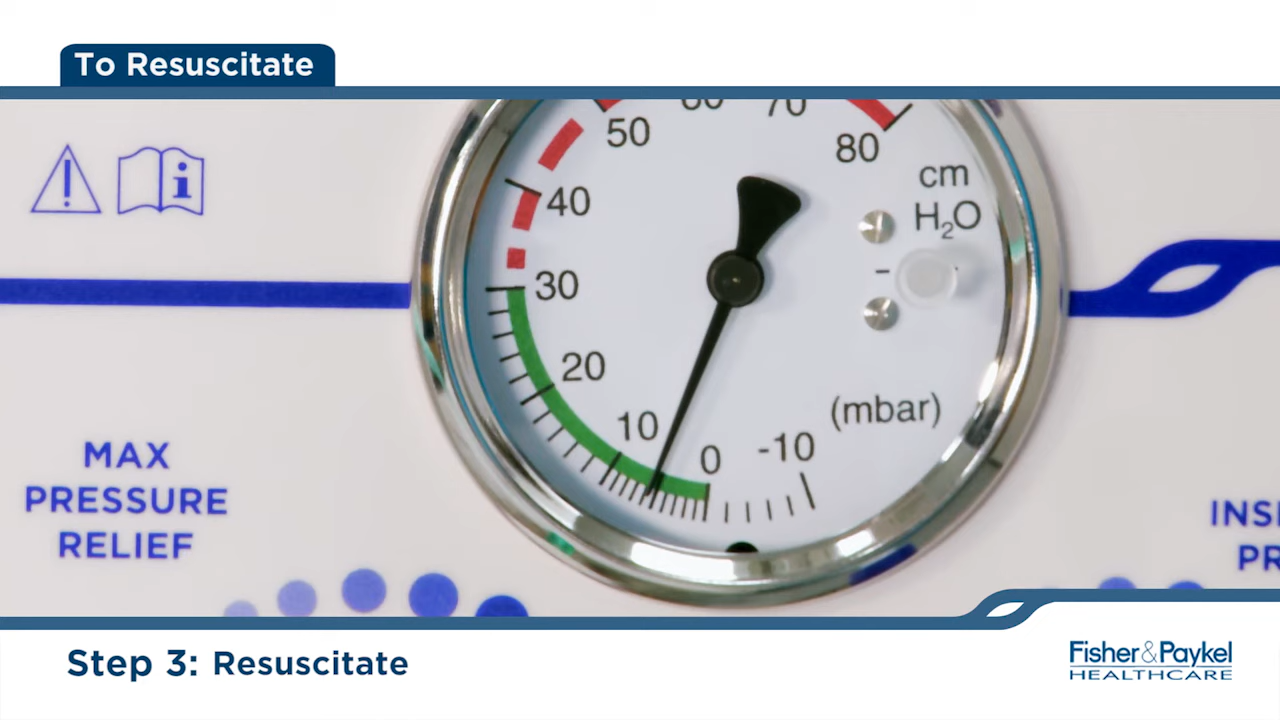 To Resuscitate
60 70
50
80
cm
H₂O
40
30
20
(mbar)
10
0
-10
MAX
PRESSURE
RELIEF
Step 3: Resuscitate
Fisher&Paykel
HEALTHCARE